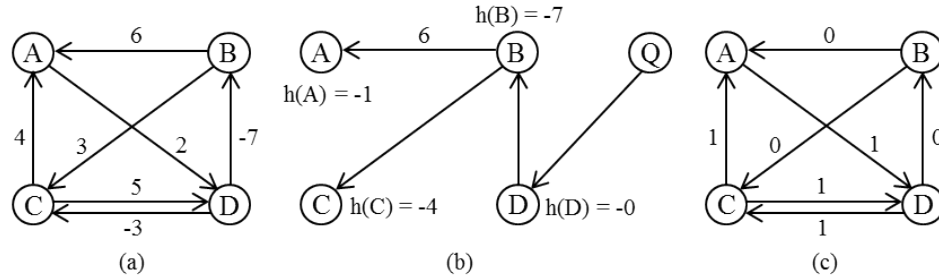 h(B) = -7
6
A
B
4
3
2
-7
C
5
D
-3
(a)
A
6
B
Q
h(A) = -1
C
h(C) = -4
D
h(D) = -0
(b)
0
A
B
1
0
1
0
C
1
D
1
(c)